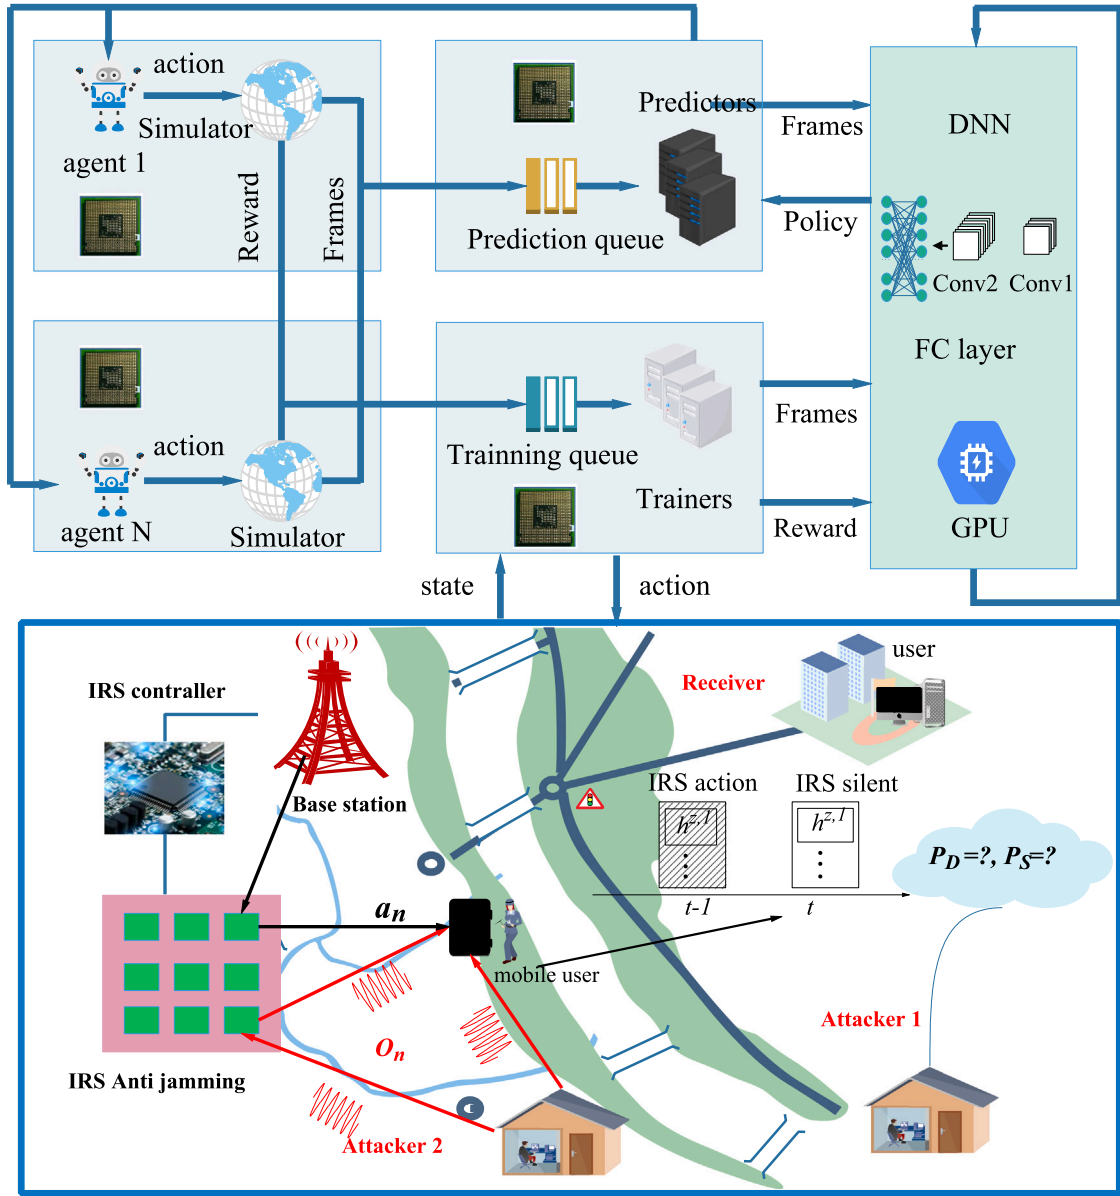 action
Simulator
agent 1
Reward
Frames
action
agent N
Simulator
Predictors
Prediction queue
Frames
Policy
DNN
Conv2
Conv1
FC layer
GPU
Trainning queue
Trainers
Frames
Reward
state
action
IRS contraller
Base station
Receiver
user
IRS action
IRS silent
h^{z,1}
h^{z,1}
t-1
t
P_D=?, P_S=?
a_n
mobile user
O_n
Attacker 1
IRS Anti jamming
Attacker 2